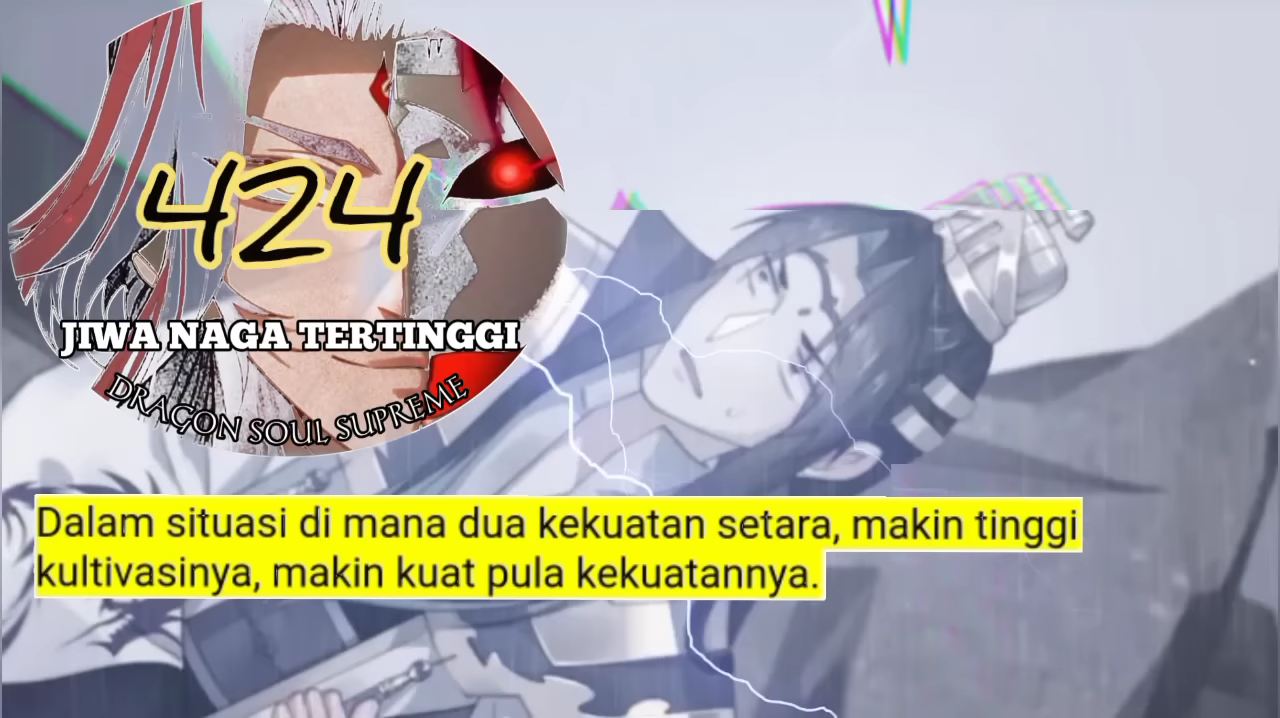 424
JIWA NAGA TERTINGGI
DRAGON SOUL SUPREME
Dalam situasi di mana dua kekuatan setara, makin tinggi
kultivasinya, makin kuat pula kekuatannya.